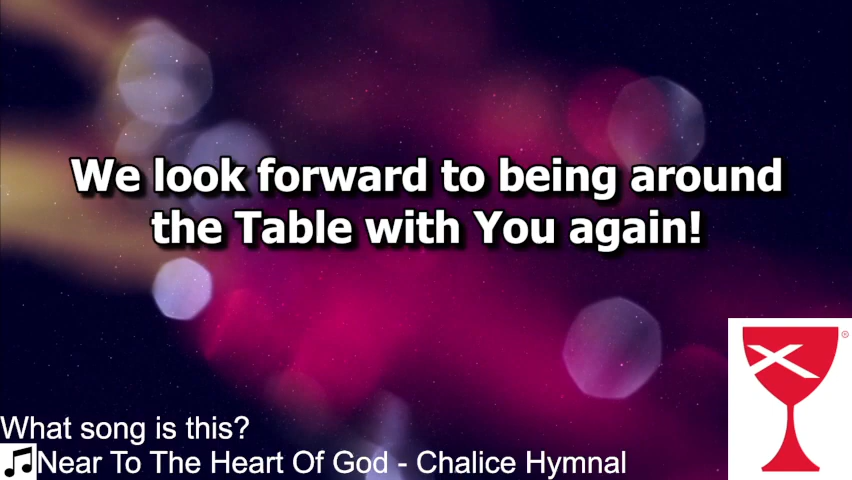 We look forward to being around
the Table with You again!
What song is this?
🎵Near To The Heart Of God - Chalice Hymnal
®